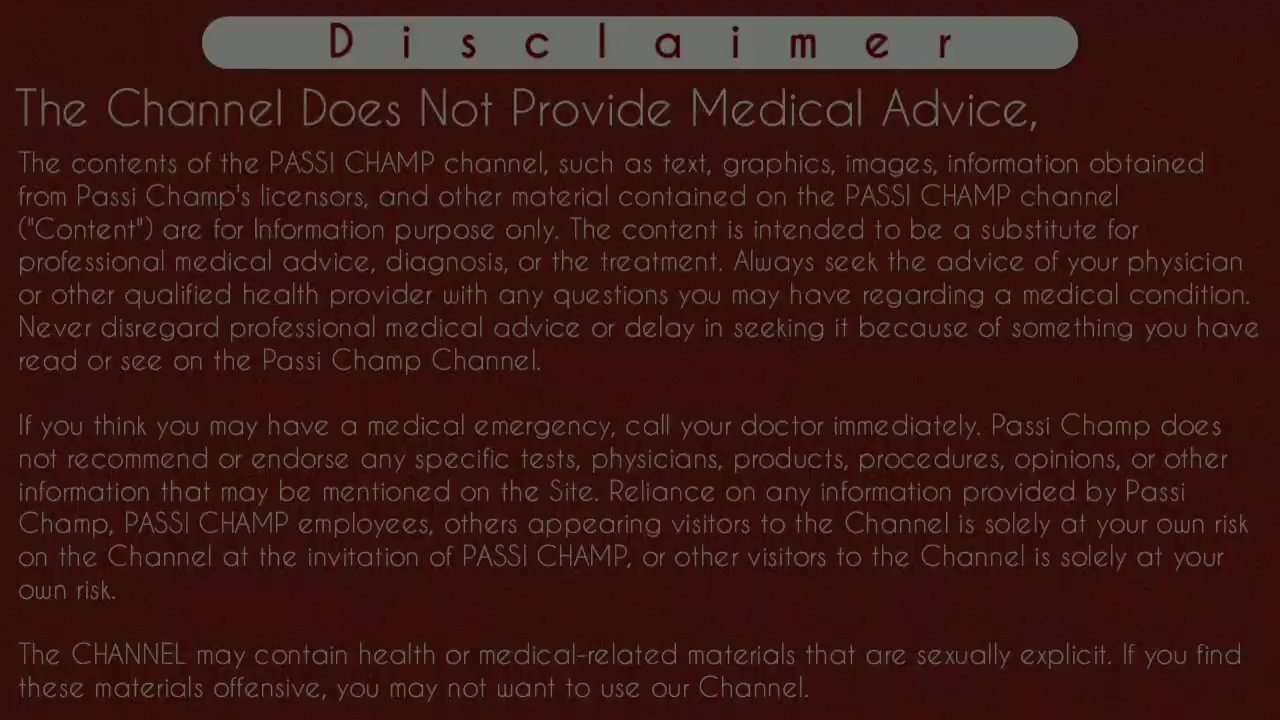 Disclaimer
The Channel Does Not Provide Medical Advice,
The contents of the PASSI CHAMP channel, such as text, graphics, images, information obtained
from Passi Champ's licensors, and other material contained on the PASSI CHAMP channel
("Content") are for Information purpose only. The content is intended to be a substitute for
professional medical advice, diagnosis, or the treatment. Always seek the advice of your physician
or other qualified health provider with any questions you may have regarding a medical condition.
Never disregard professional medical advice or delay in seeking it because of something you have
read or see on the Passi Champ Channel.
If you think you may have a medical emergency, call your doctor immediately. Passi Champ does
not recommend or endorse any specific tests, physicians, products, procedures, opinions, or other
information that may be mentioned on the Site. Reliance on any information provided by Passi
Champ, PASSI CHAMP employees, others appearing visitors to the Channel is solely at your own risk
on the Channel at the invitation of PASSI CHAMP, or other visitors to the Channel is solely at your
own risk.
The CHANNEL may contain health or medical-related materials that are sexually explicit. If you find
these materials offensive, you may not want to use our Channel.